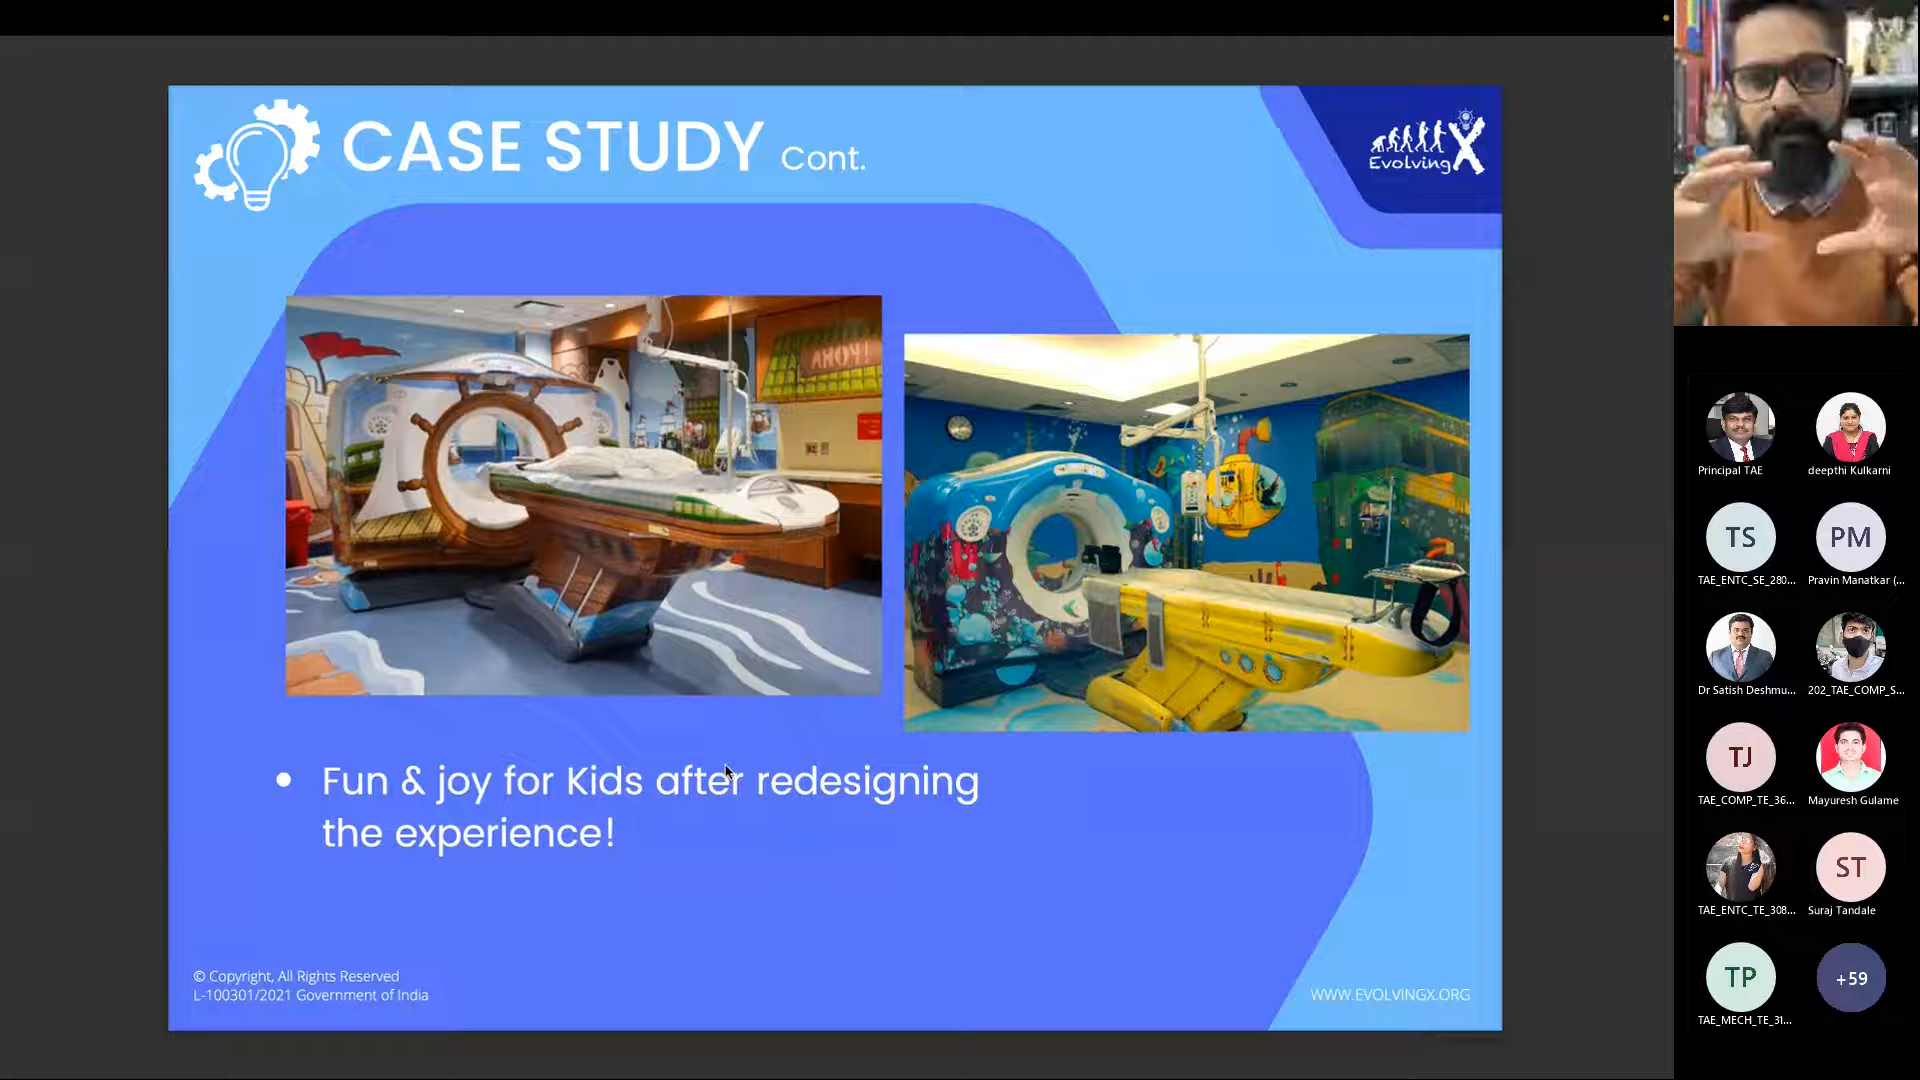 CASE STUDY Cont.
EvolvingX
Fun & joy for Kids after redesigning
the experience!
© Copyright, All Rights Reserved
L-100301/2021 Government of India
WWW.EVOLVINGX.ORG
Principal TAE
deepthi Kulkarni
TS
PM
TAE_ENTC_SE_280...
Pravin Manatkar (...
Dr Satish Deshmu...
202_TAE_COMP_S...
TJ
TAE_COMP_TE_36...
Mayuresh Gulame
ST
TAE_ENTC_TE_308...
Suraj Tandale
TP
+59
TAE_MECH_TE_31...